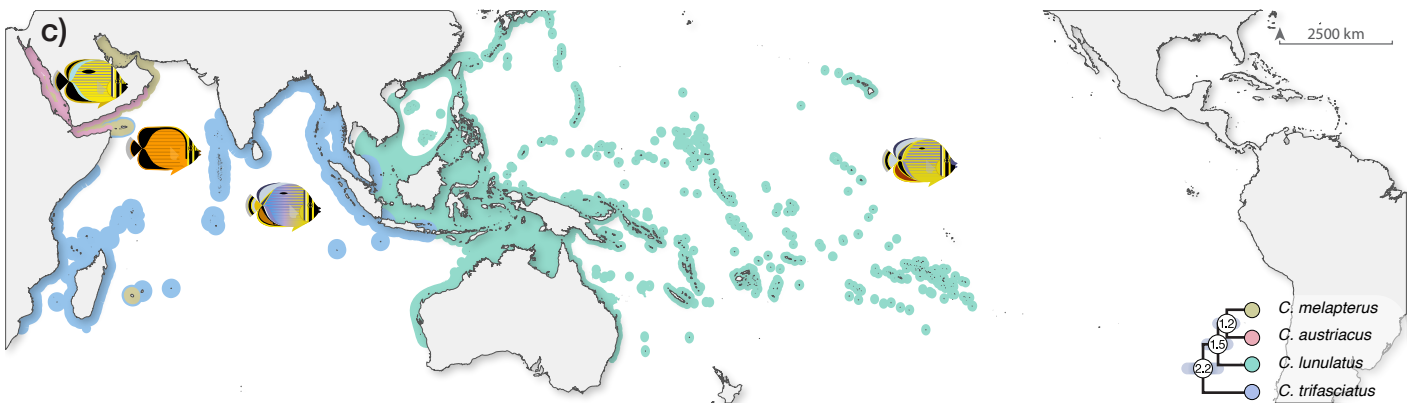 c)
2500 km
C. melapterus
1.2
C. austriacus
1.5
C. lunulatus
2.2
C. trifasciatus